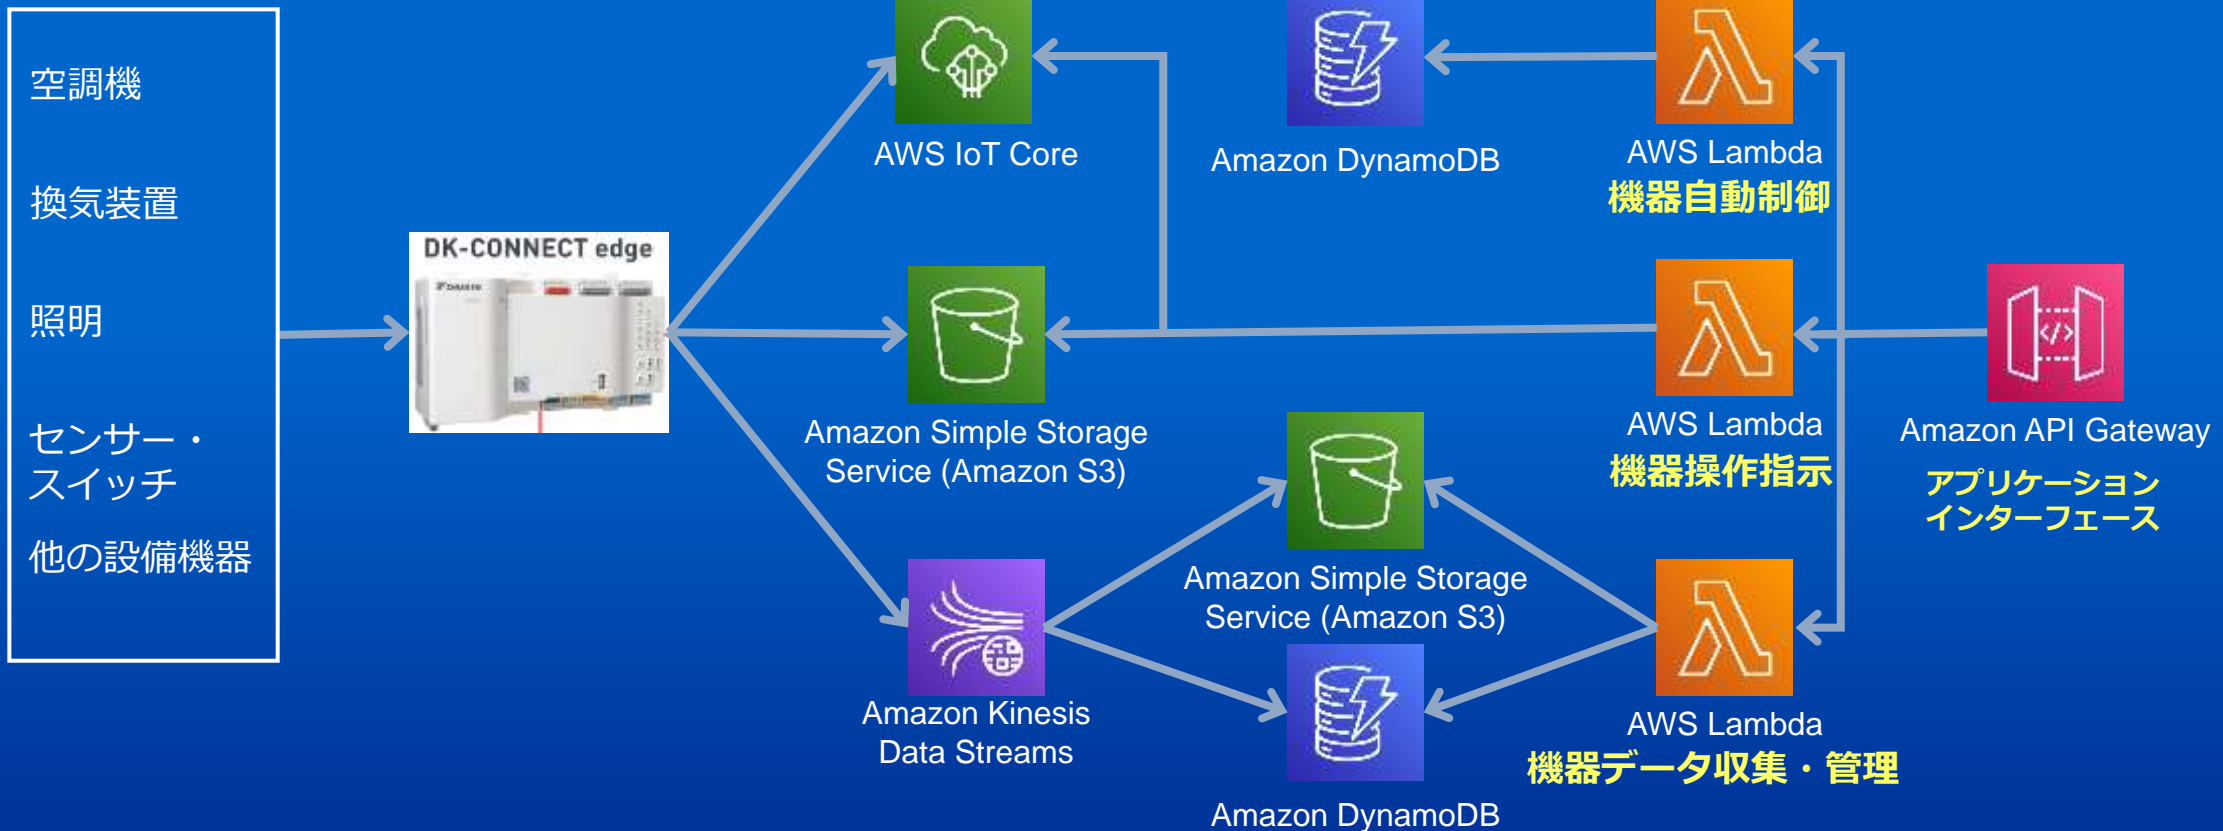 空調機
換気装置
照明
センサー・
スイッチ
他の設備機器
DK-CONNECT edge
DAIKIN
AWS IoT Core
Amazon Simple Storage
Service (Amazon S3)
Amazon Kinesis
Data Streams
Amazon DynamoDB
Amazon Simple Storage
Service (Amazon S3)
Amazon DynamoDB
AWS Lambda
機器自動制御
AWS Lambda
機器操作指示
AWS Lambda
機器データ収集・管理
</>
Amazon API Gateway
アプリケーション
インターフェース